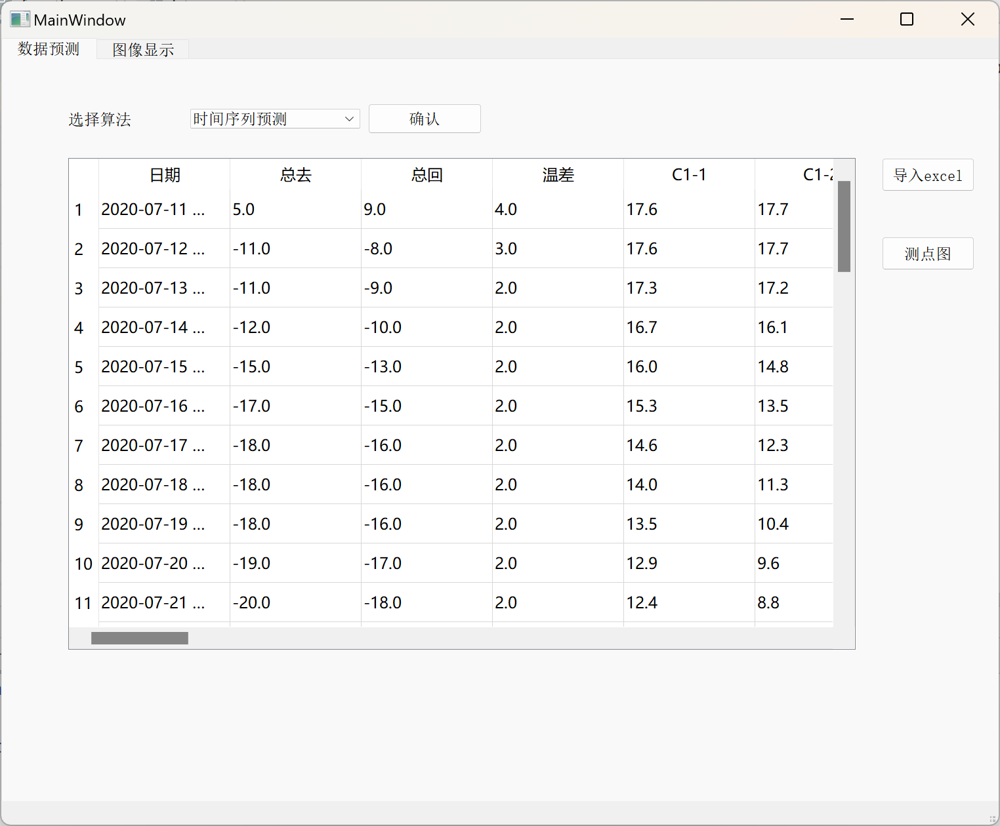 MainWindow
数据预测 图像显示
选择算法 时间序列预测 确认
日期 总去 总回 温差 C1-1 C1-2
导入excel
1 2020-07-11 ... 5.0 9.0 4.0 17.6 17.7
2 2020-07-12 ... -11.0 -8.0 3.0 17.6 17.7
测点图
3 2020-07-13 ... -11.0 -9.0 2.0 17.3 17.2
4 2020-07-14 ... -12.0 -10.0 2.0 16.7 16.1
5 2020-07-15 ... -15.0 -13.0 2.0 16.0 14.8
6 2020-07-16 ... -17.0 -15.0 2.0 15.3 13.5
7 2020-07-17 ... -18.0 -16.0 2.0 14.6 12.3
8 2020-07-18 ... -18.0 -16.0 2.0 14.0 11.3
9 2020-07-19 ... -18.0 -16.0 2.0 13.5 10.4
10 2020-07-20 ... -19.0 -17.0 2.0 12.9 9.6
11 2020-07-21 ... -20.0 -18.0 2.0 12.4 8.8